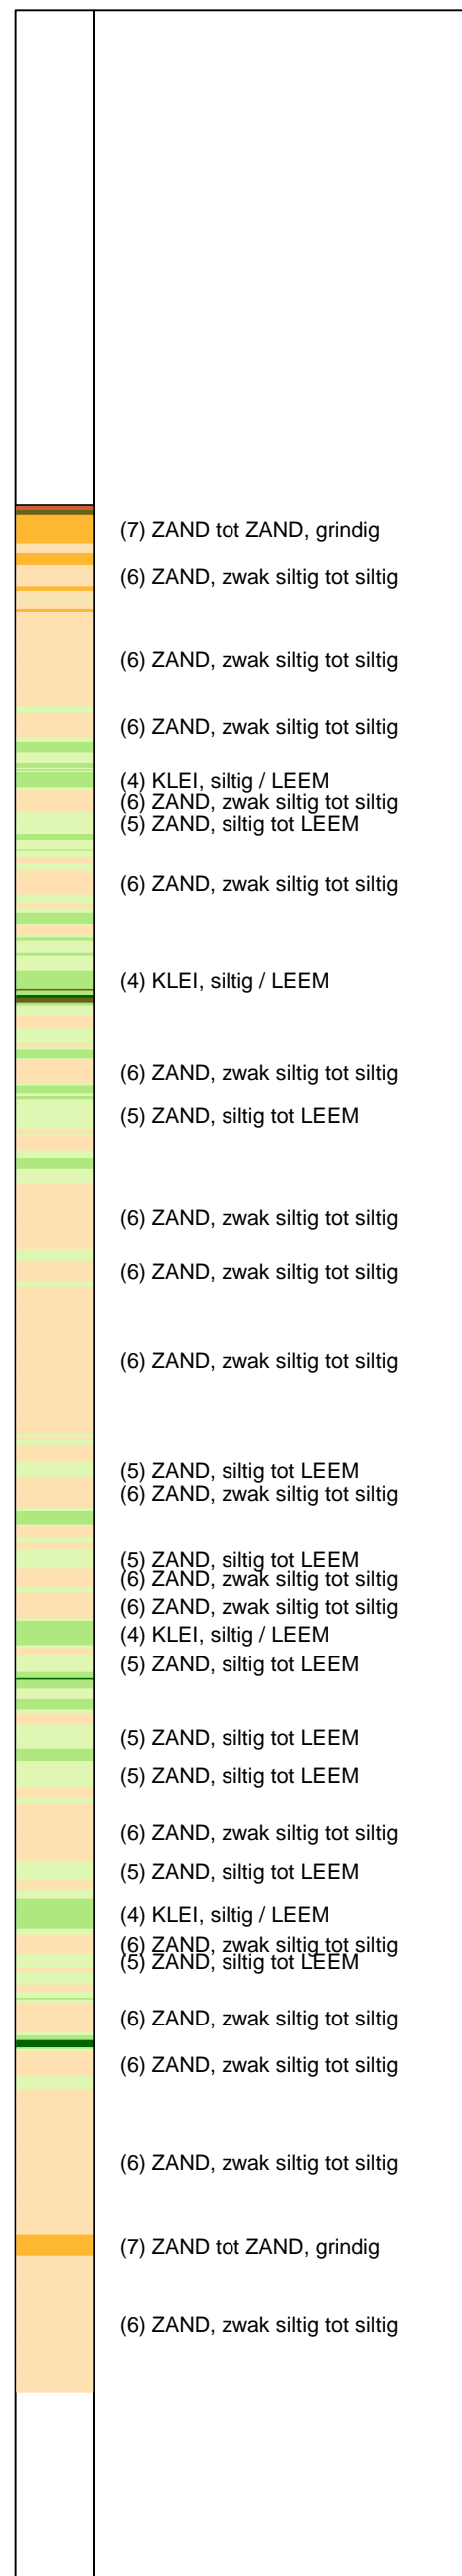 (7) ZAND tot ZAND, grindig
(6) ZAND, zwak siltig tot siltig
(6) ZAND, zwak siltig tot siltig
(6) ZAND, zwak siltig tot siltig
(4) KLEI, siltig / LEEM
(6) ZAND, zwak siltig tot siltig
(5) ZAND, siltig tot LEEM
(6) ZAND, zwak siltig tot siltig
(4) KLEI, siltig / LEEM
(6) ZAND, zwak siltig tot siltig
(5) ZAND, siltig tot LEEM
(6) ZAND, zwak siltig tot siltig
(6) ZAND, zwak siltig tot siltig
(6) ZAND, zwak siltig tot siltig
(5) ZAND, siltig tot LEEM
(6) ZAND, zwak siltig tot siltig
(5) ZAND, siltig tot LEEM
(6) ZAND, zwak siltig tot siltig
(6) ZAND, zwak siltig tot siltig
(4) KLEI, siltig / LEEM
(5) ZAND, siltig tot LEEM
(5) ZAND, siltig tot LEEM
(5) ZAND, siltig tot LEEM
(6) ZAND, zwak siltig tot siltig
(5) ZAND, siltig tot LEEM
(4) KLEI, siltig / LEEM
(6) ZAND, zwak siltig tot siltig
(5) ZAND, siltig tot LEEM
(6) ZAND, zwak siltig tot siltig
(6) ZAND, zwak siltig tot siltig
(6) ZAND, zwak siltig tot siltig
(7) ZAND tot ZAND, grindig
(6) ZAND, zwak siltig tot siltig